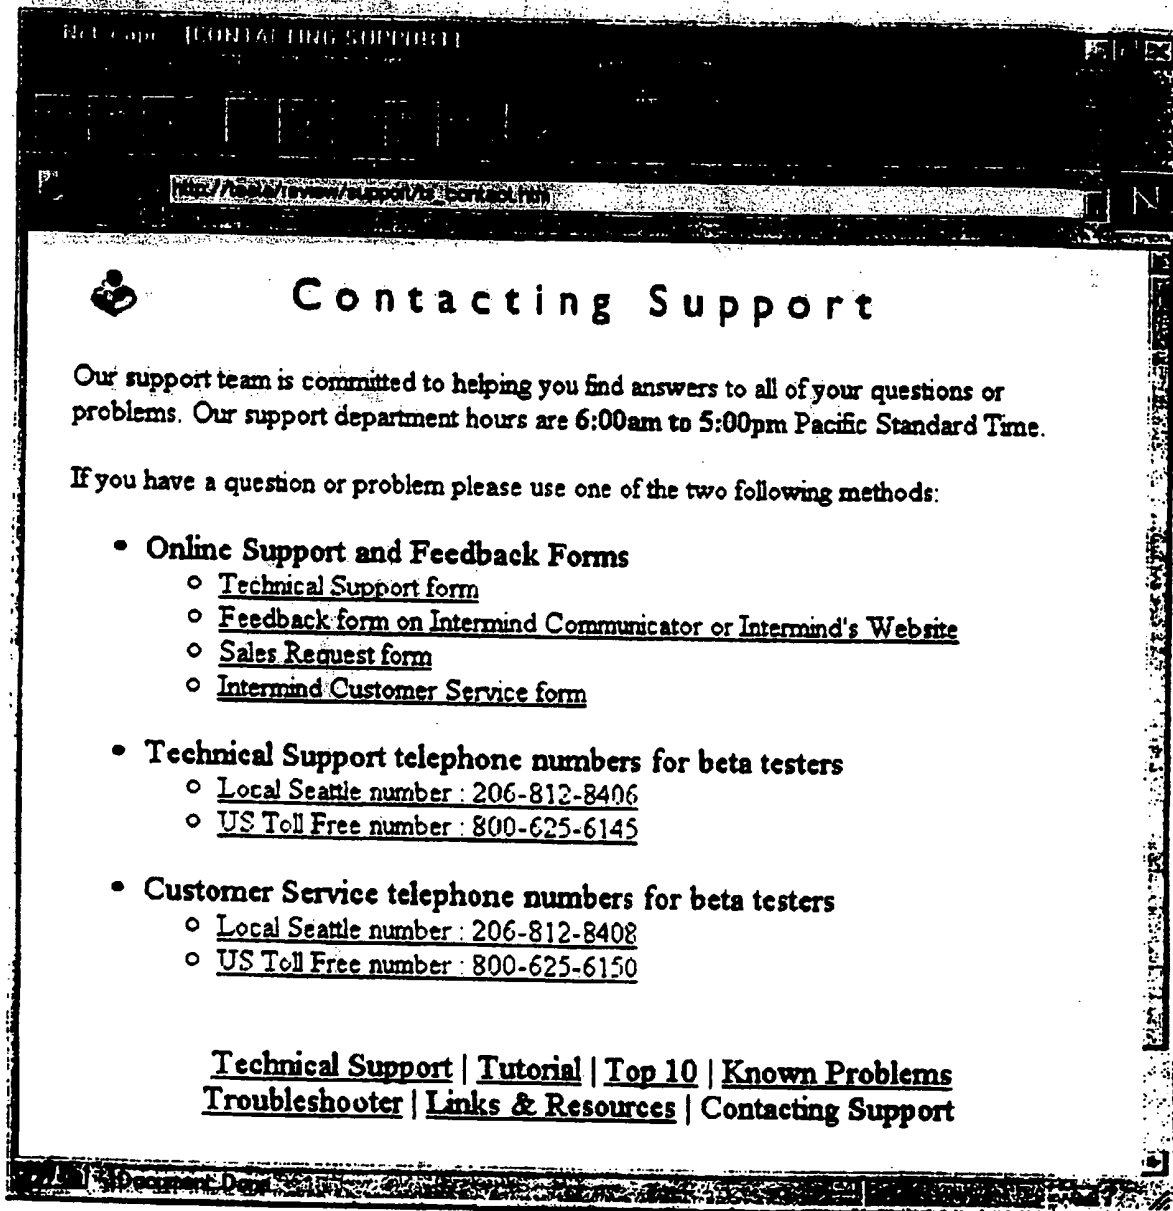 Netscape - [CONTACTING SUPPORT]
N
Contacting Support
Our support team is committed to helping you find answers to all of your questions or
problems. Our support department hours are 6:00am to 5:00pm Pacific Standard Time.
If you have a question or problem please use one of the two following methods:
• Online Support and Feedback Forms
o Technical Support form
o Feedback form on Intermind Communicator or Intermind's Website
o Sales Request form
o Intermind Customer Service form
• Technical Support telephone numbers for beta testers
o Local Seattle number : 206-812-8406
o US Toll Free number : 800-625-6145
• Customer Service telephone numbers for beta testers
o Local Seattle number : 206-812-8408
o US Toll Free number : 800-625-6150
Technical Support | Tutorial | Top 10 | Known Problems
Troubleshooter | Links & Resources | Contacting Support
Document: Done